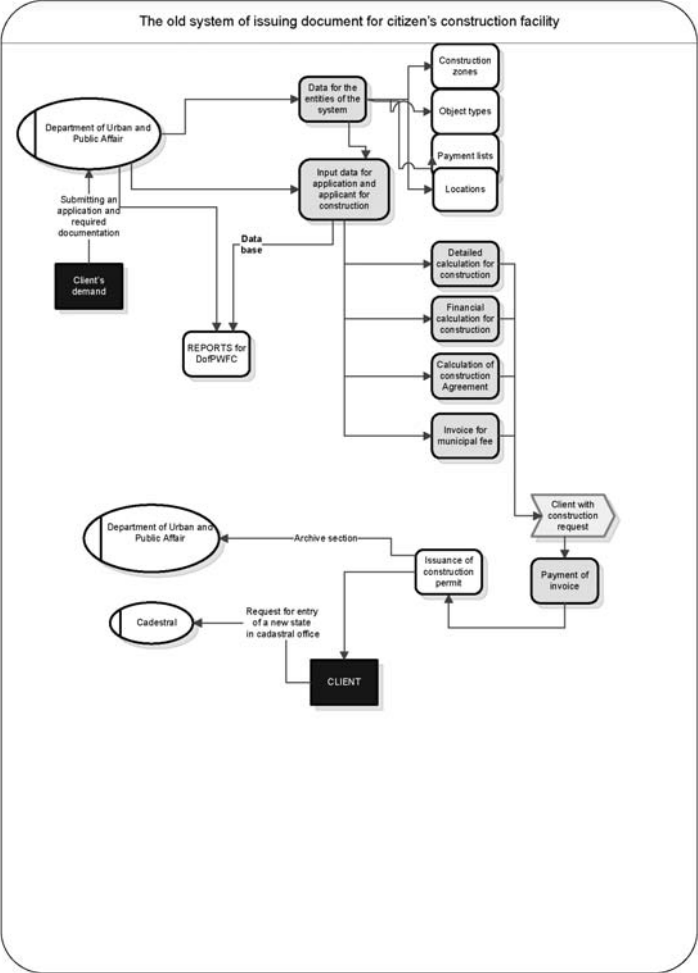 The old system of issuing document for citizen's construction facility
Construction
zones
Data for the
entities of the
system
Object types
Department of Urban and
Public Affair
Payment lists
Input data for
application and
applicant for
construction
Locations
Submitting an
application and
required
documentation
Data
base
Detailed
calculation for
construction
Client's
demand
Financial
calculation for
construction
REPORTS for
DofPWFC
Calculation of
construction
Agreement
Invoice for
municipal fee
Client with
construction
request
Department of Urban and
Public Affair
Archive section
Issuance of
construction
permit
Payment of
invoice
Cadestral
Request for entry
of a new state
in cadastral office
CLIENT